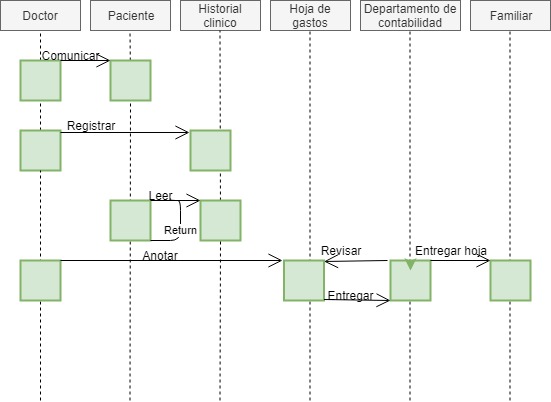 Doctor
Paciente
Historial
clinico
Hoja de
gastos
Departamento de
contabilidad
Familiar
Comunicar
Registrar
Leer
Return
Anotar
Revisar
Entregar hoja
Entregar